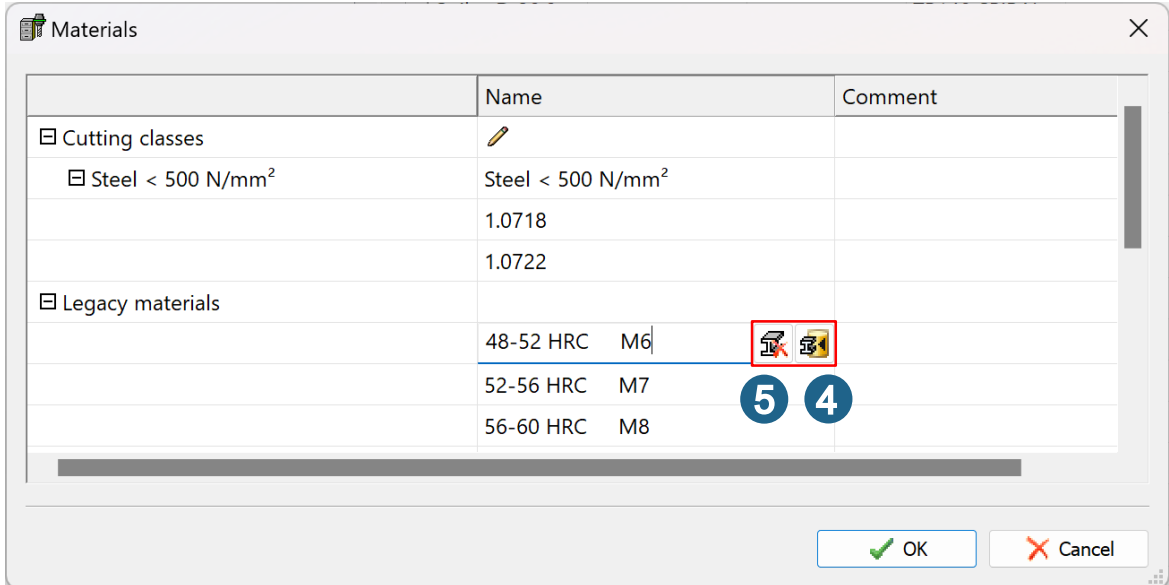 Materials
Name Comment
Cutting classes
Steel < 500 N/mm² Steel < 500 N/mm²
1.0718
1.0722
Legacy materials
48-52 HRC M6
52-56 HRC M7
5 4
56-60 HRC M8
OK Cancel